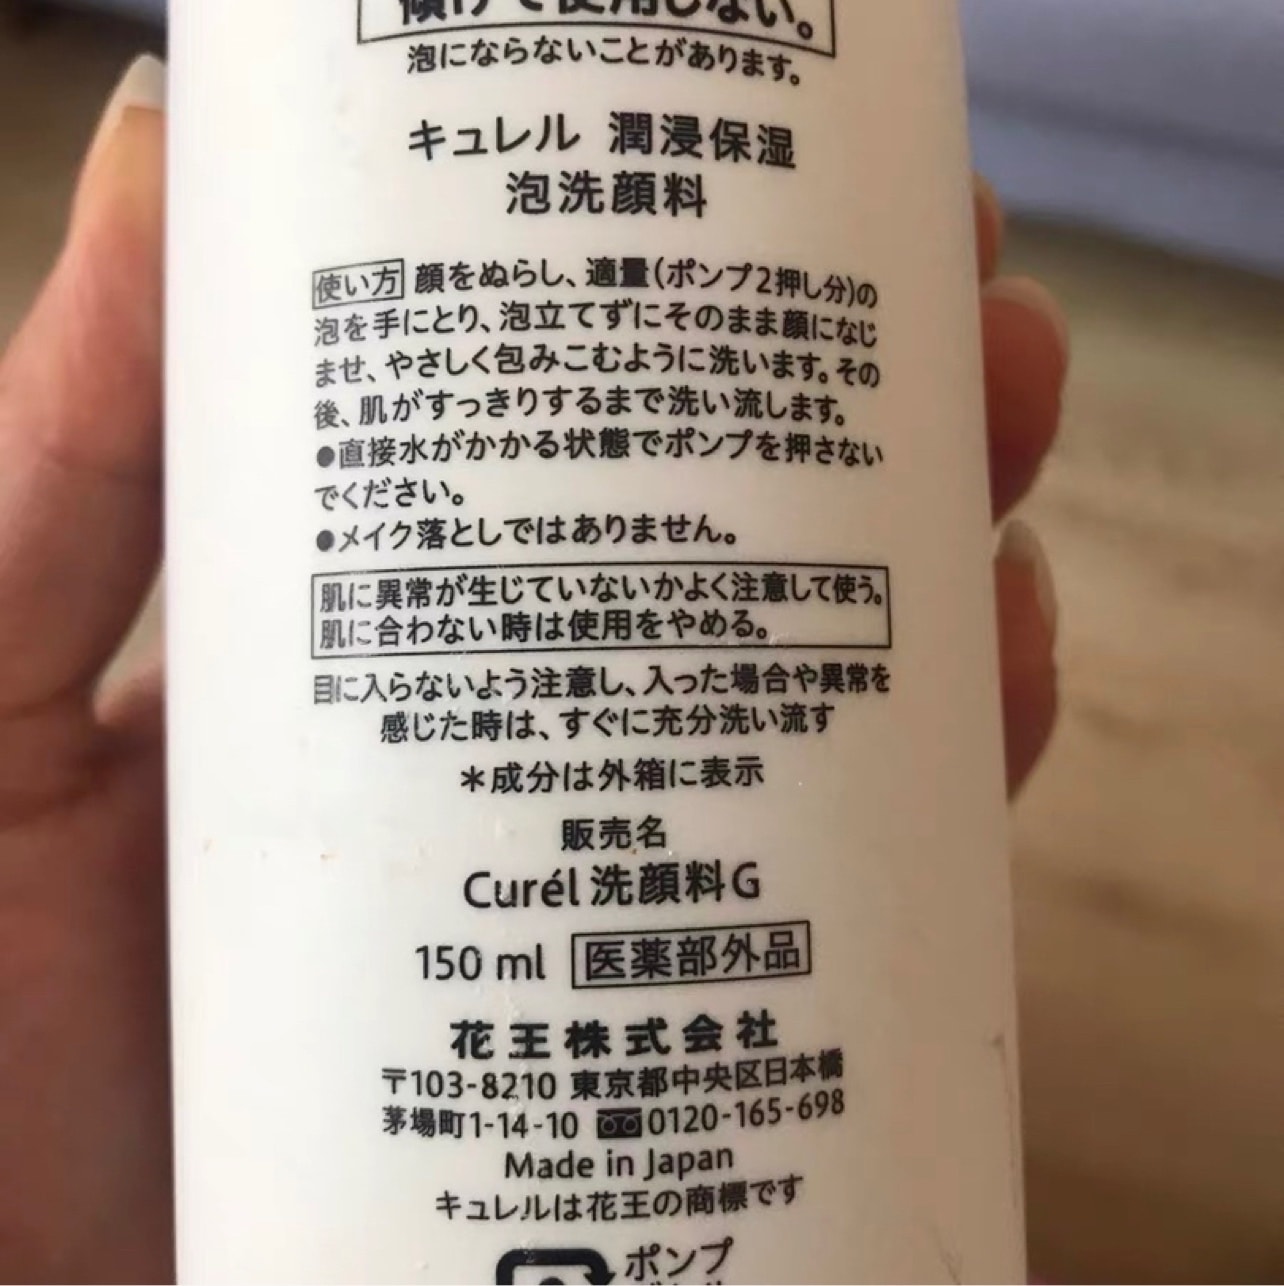 傾けて使用しない。
泡にならないことがあります。
キュレル 潤浸保湿
泡洗顔料
使い方 顔をぬらし、適量(ポンプ2押し分)の
泡を手にとり、泡立てずにそのまま顔になじ
ませ、やさしく包みこむように洗います。その
後、肌がすっきりするまで洗い流します。
●直接水がかかる状態でポンプを押さない
でください。
●メイク落としではありません。
肌に異常が生じていないかよく注意して使う。
肌に合わない時は使用をやめる。
目に入らないよう注意し、入った場合や異常を
感じた時は、すぐに充分洗い流す
＊成分は外箱に表示
販売名
Curél 洗顔料G
150 ml 医薬部外品
花王株式会社
〒103-8210 東京都中央区日本橋
茅場町1-14-10 0120-165-698
Made in Japan
キュレルは花王の商標です
ポンプ